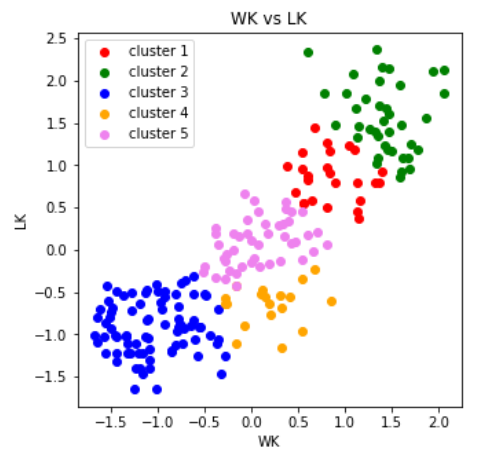 WK vs LK
cluster 1
cluster 2
cluster 3
cluster 4
cluster 5
2.5
2.0
1.5
1.0
0.5
0.0
−0.5
−1.0
−1.5
LK
−1.5 −1.0 −0.5 0.0 0.5 1.0 1.5 2.0
WK